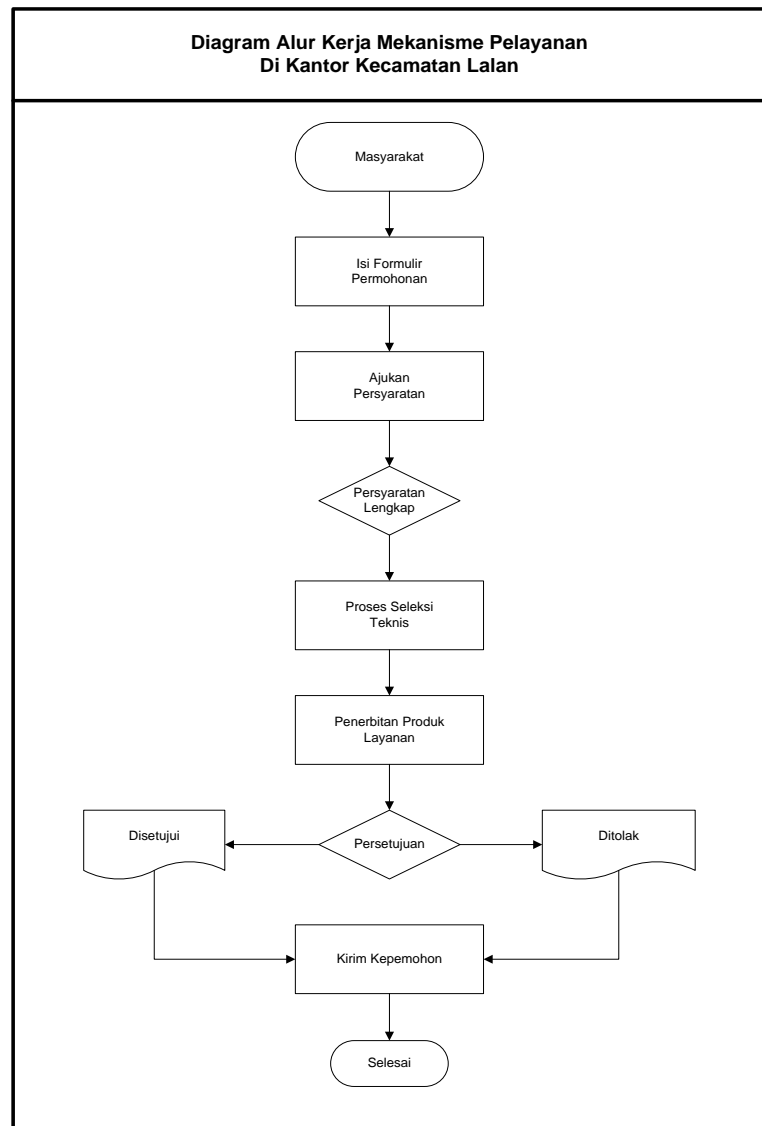 Diagram Alur Kerja Mekanisme Pelayanan
Di Kantor Kecamatan Lalan
Masyarakat
Isi Formulir
Permohonan
Ajukan
Persyaratan
Persyaratan
Lengkap
Proses Seleksi
Teknis
Penerbitan Produk
Layanan
Disetujui
Persetujuan
Ditolak
Kirim Kepemohon
Selesai